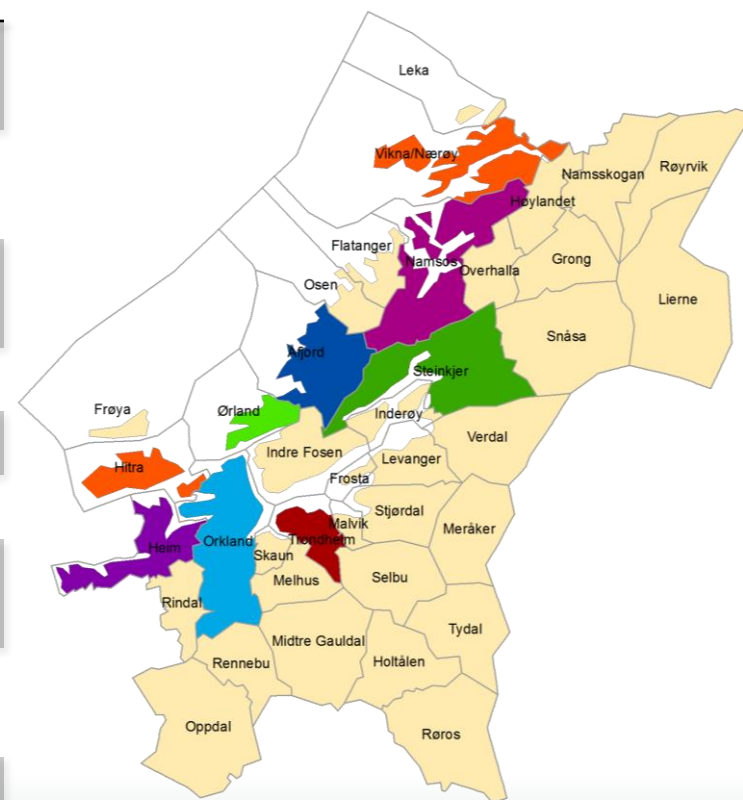 Leka
Vikna/Nærøy
Namsskogan
Røyrvik
Høylandet
Flatanger
Namsos
Overhalla
Grong
Osen
Lierne
Snåsa
Åfjord
Steinkjer
Frøya
Ørland
Inderøy
Verdal
Indre Fosen
Levanger
Hitra
Frosta
Stjørdal
Malvik
Meråker
Trondheim
Heim
Orkland
Skaun
Melhus
Selbu
Rindal
Tydal
Midtre Gauldal
Holtålen
Rennebu
Oppdal
Røros